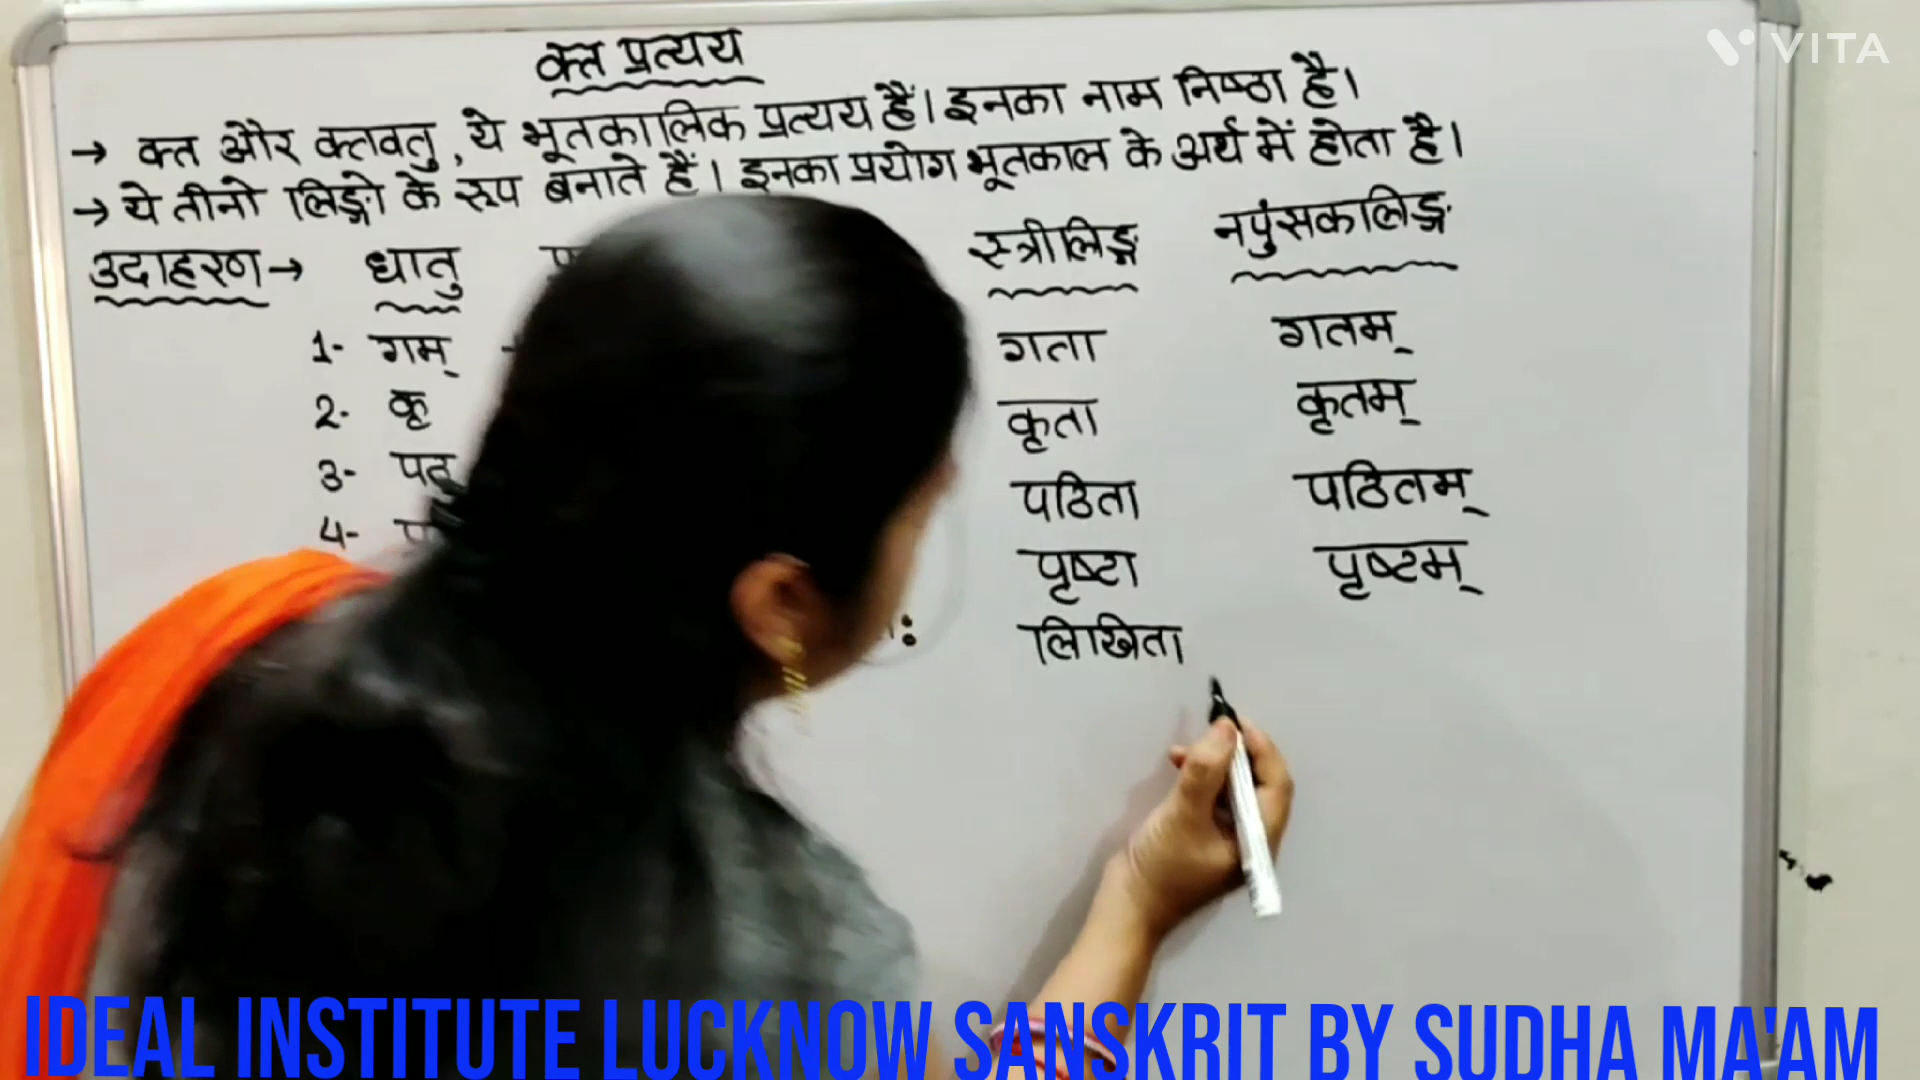 VITA
क्त प्रत्यय
→ क्त और क्तवतु, ये भूतकालिक प्रत्यय हैं। इनका नाम निष्ठा है।
→ ये तीनो लिङ्गो के रूप बनाते हैं। इनका प्रयोग भूतकाल के अर्थ में होता है।
उदाहरण → धातु स्त्रीलिङ्ग नपुंसकलिङ्ग
1- गम् गता गतम्
2- कृ कृता कृतम्
3- पठ पठिता पठितम्
4- पृष्टा पृष्टम्
लिखिता
IDEAL INSTITUTE LUCKNOW SANSKRIT BY SUDHA MA'AM